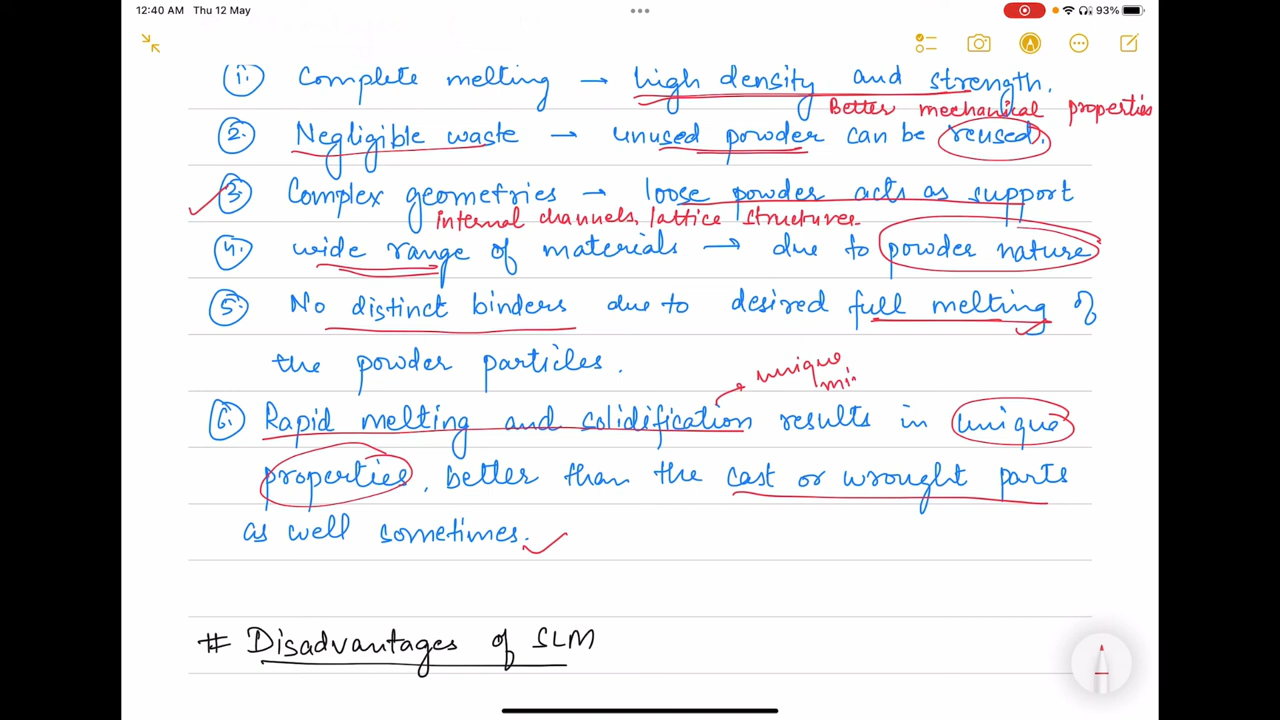 12:40 AM Thu 12 May
93%
1. Complete melting → high density and strength.
Better mechanical properties
2. Negligible waste → unused powder can be reused.
3. Complex geometries → loose powder acts as support
internal channels, lattice structures.
4. wide range of materials → due to powder nature
5. No distinct binders due to desired full melting of
the powder particles.
unique
mi
6. Rapid melting and solidification results in unique
properties, better than the cast or wrought parts
as well sometimes.
# Disadvantages of SLM